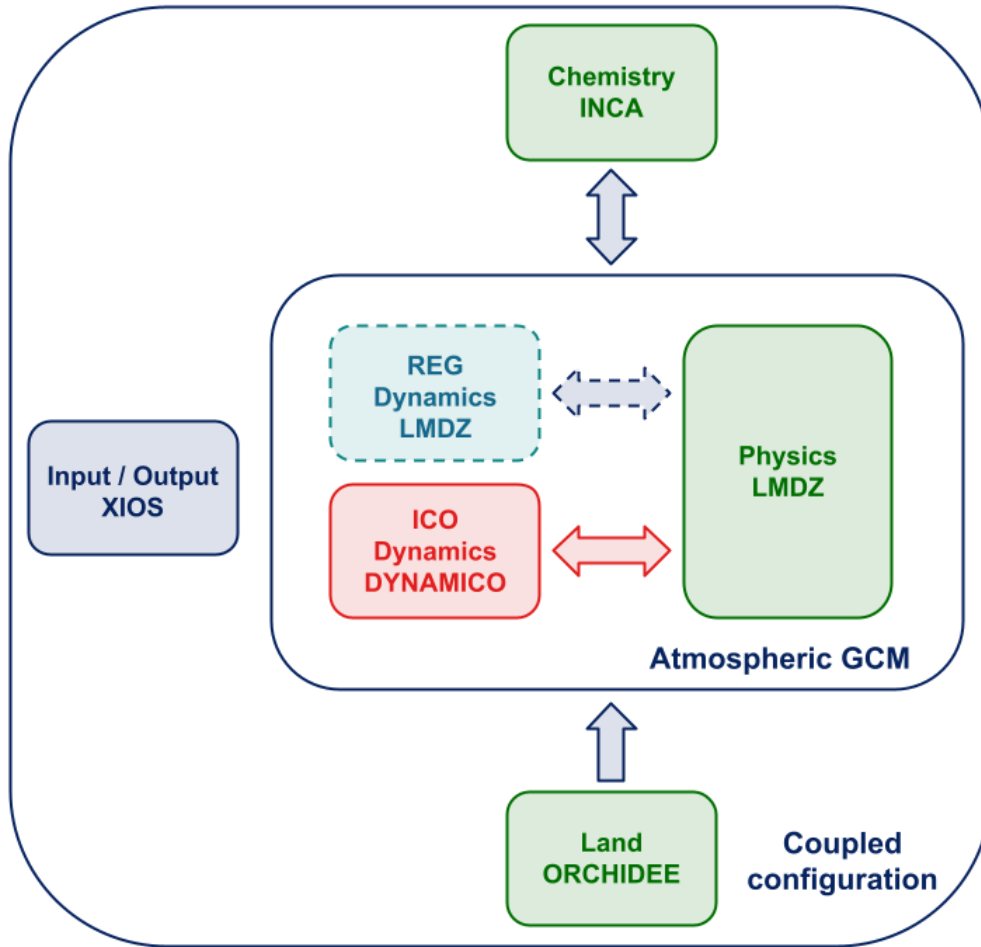 Chemistry
INCA
REG
Dynamics
LMDZ
Physics
LMDZ
Input / Output
XIOS
ICO
Dynamics
DYNAMICO
Atmospheric GCM
Land
ORCHIDEE
Coupled
configuration